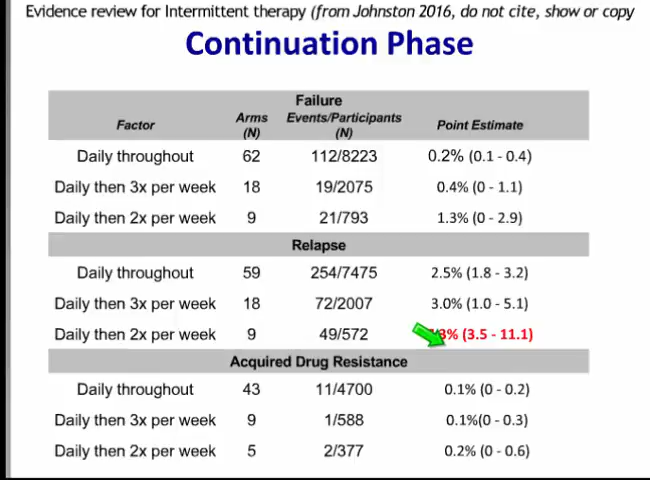 Evidence review for Intermittent therapy (from Johnston 2016, do not cite, show or copy
Continuation Phase
Failure
Factor Arms (N) Events/Participants (N) Point Estimate
Daily throughout 62 112/8223 0.2% (0.1 - 0.4)
Daily then 3x per week 18 19/2075 0.4% (0 - 1.1)
Daily then 2x per week 9 21/793 1.3% (0 - 2.9)
Relapse
Daily throughout 59 254/7475 2.5% (1.8 - 3.2)
Daily then 3x per week 18 72/2007 3.0% (1.0 - 5.1)
Daily then 2x per week 9 49/572 (3.5 - 11.1)
Acquired Drug Resistance
Daily throughout 43 11/4700 0.1% (0 - 0.2)
Daily then 3x per week 9 1/588 0.1%(0 - 0.3)
Daily then 2x per week 5 2/377 0.2% (0 - 0.6)